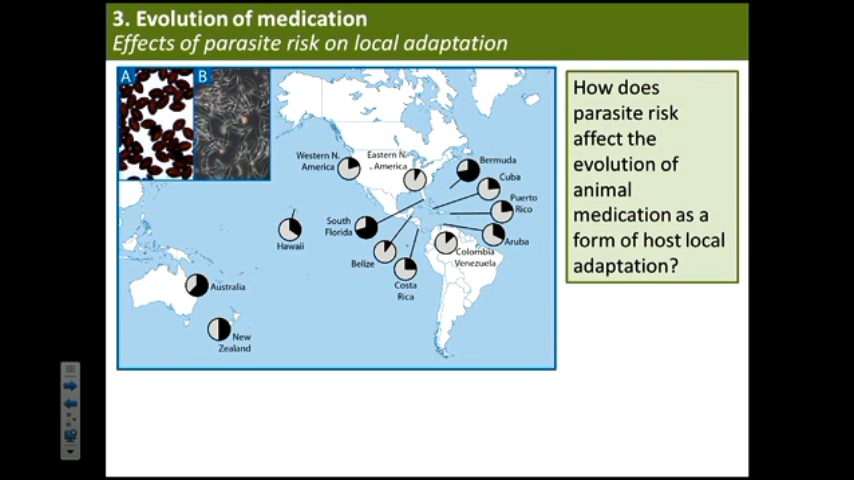 3. Evolution of medication
Effects of parasite risk on local adaptation
A
B
Western N.
America
Eastern N.
America
Bermuda
Cuba
Puerto
Rico
South
Florida
Hawaii
Aruba
Belize
Colombia
Venezuela
Costa
Rica
Australia
New
Zealand
How does
parasite risk
affect the
evolution of
animal
medication as a
form of host local
adaptation?